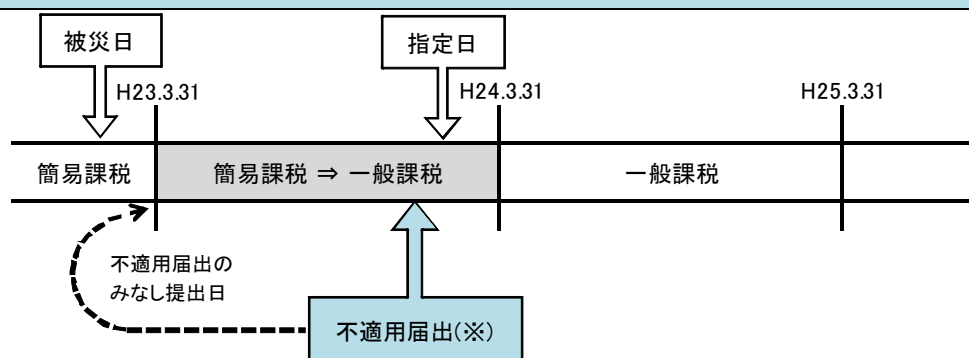 被災日
指定日
H23.3.31
H24.3.31
H25.3.31
簡易課税
簡易課税 ⇒ 一般課税
一般課税
不適用届出の
みなし提出日
不適用届出(※)